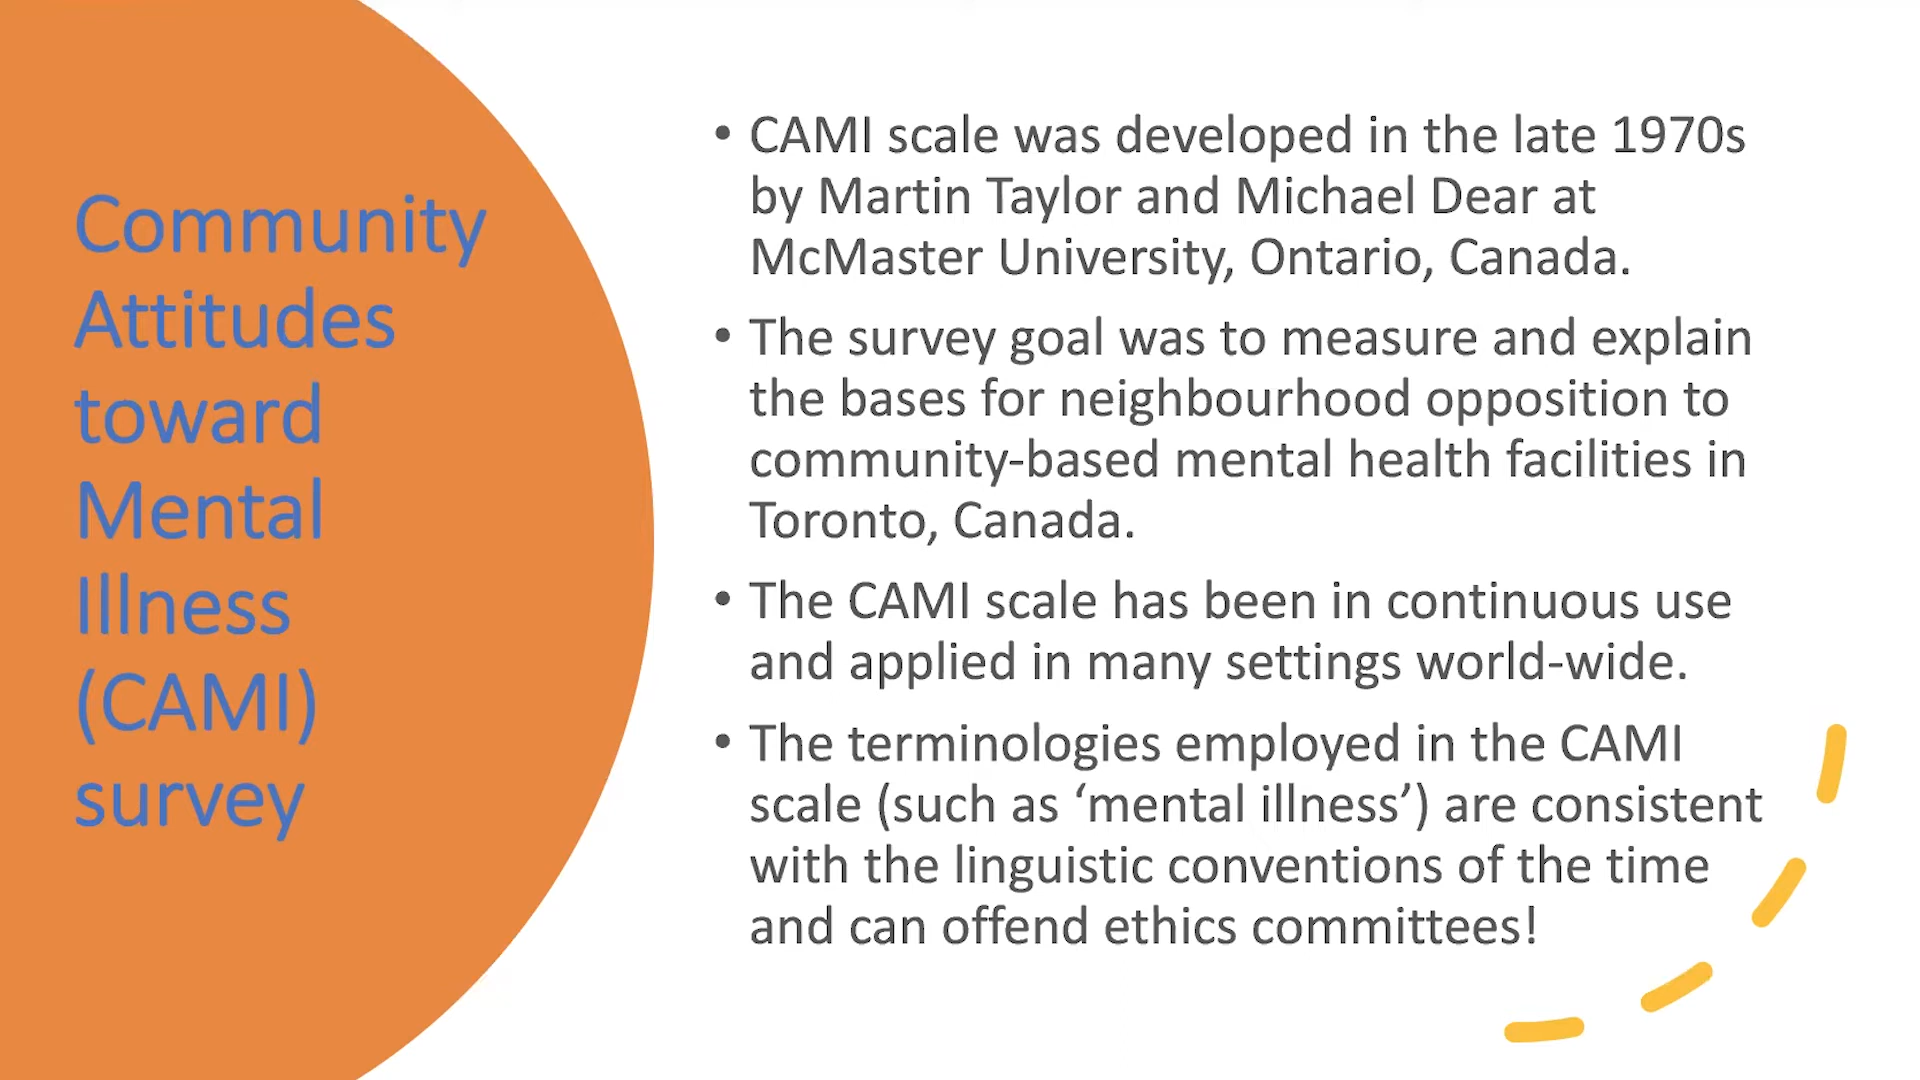 Community
Attitudes
toward
Mental
Illness
(CAMI)
survey
• CAMI scale was developed in the late 1970s
by Martin Taylor and Michael Dear at
McMaster University, Ontario, Canada.
• The survey goal was to measure and explain
the bases for neighbourhood opposition to
community-based mental health facilities in
Toronto, Canada.
• The CAMI scale has been in continuous use
and applied in many settings world-wide.
• The terminologies employed in the CAMI
scale (such as ‘mental illness’) are consistent
with the linguistic conventions of the time
and can offend ethics committees!